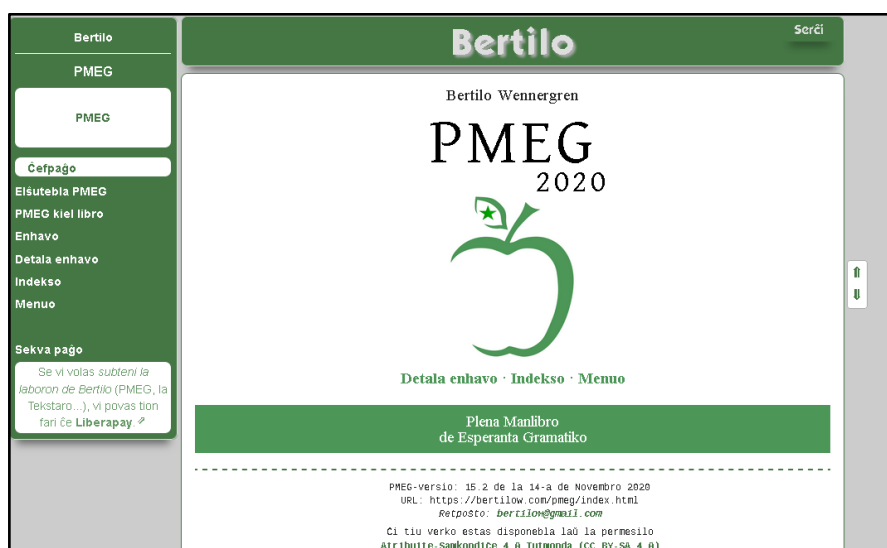 Bertilo
PMEG
PMEG
Ĉefpaĝo
Elŝutebla PMEG
PMEG kiel libro
Enhavo
Detala enhavo
Indekso
Menuo
Sekva paĝo
Se vi volas subteni la
laboron de Bertilo (PMEG, la
Tekstaro...), vi povas tion
fari ĉe Liberapay.⇗
Bertilo
Serĉi
Bertilo Wennergren
PMEG
2020
Detala enhavo · Indekso · Menuo
Plena Manlibro
de Esperanta Gramatiko
PMEG-versio: 15.2 de la 14-a de Novembro 2020
URL: https://bertilow.com/pmeg/index.html
Retpoŝto: bertilow@gmail.com
Ĉi tiu verko estas disponebla laŭ la permesilo
Atribuite-Samkondiĉe 4.0 Tutmonda (CC BY-SA 4.0)
⇑
⇓